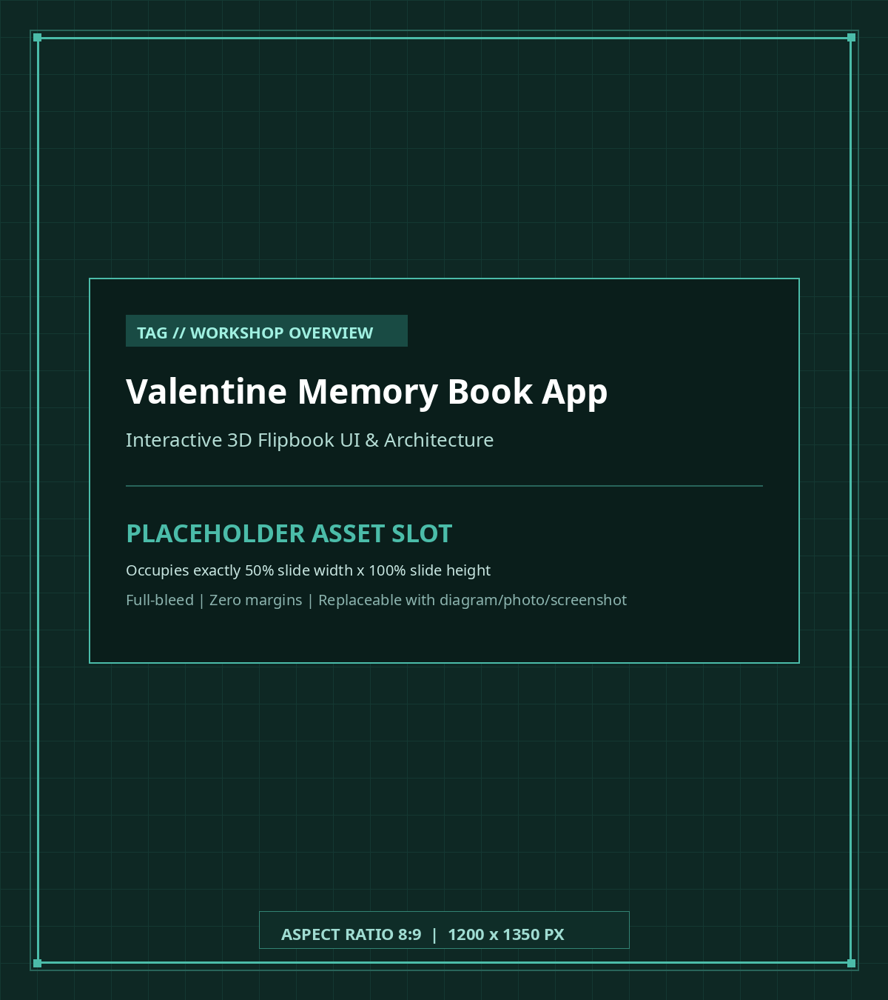 TAG // WORKSHOP OVERVIEW
Valentine Memory Book App
Interactive 3D Flipbook UI & Architecture
PLACEHOLDER ASSET SLOT
Occupies exactly 50% slide width x 100% slide height
Full-bleed | Zero margins | Replaceable with diagram/photo/screenshot
ASPECT RATIO 8:9 | 1200 x 1350 PX